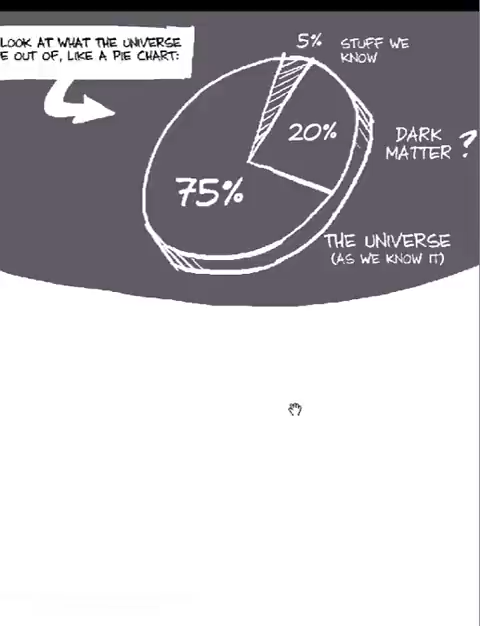 LOOK AT WHAT THE UNIVERSE
E OUT OF, LIKE A PIE CHART:
5% STUFF WE
KNOW
20%
DARK
MATTER ?
75%
THE UNIVERSE
(AS WE KNOW IT)